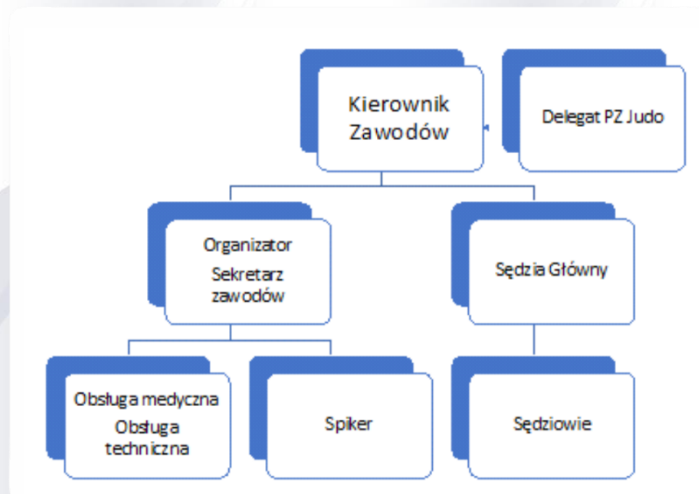 Kierownik
Zawodów
Delegat PZ Judo
Organizator
Sekretarz
zawodów
Sędzia Główny
Obsługa medyczna
Obsługa
techniczna
Spiker
Sędziowie